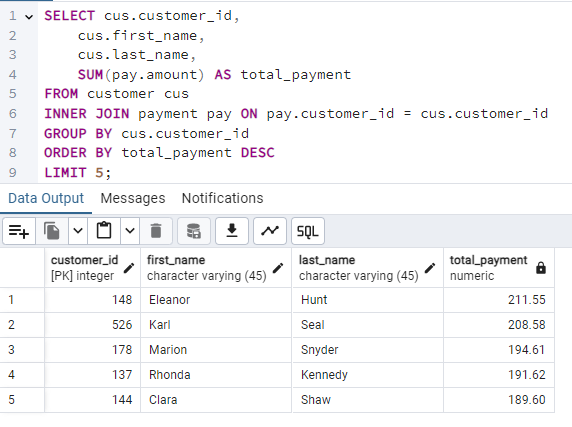 1 SELECT cus.customer_id,
2 cus.first_name,
3 cus.last_name,
4 SUM(pay.amount) AS total_payment
5 FROM customer cus
6 INNER JOIN payment pay ON pay.customer_id = cus.customer_id
7 GROUP BY cus.customer_id
8 ORDER BY total_payment DESC
9 LIMIT 5;
Data Output Messages Notifications
SQL
customer_id first_name last_name total_payment
[PK] integer character varying (45) character varying (45) numeric
1 148 Eleanor Hunt 211.55
2 526 Karl Seal 208.58
3 178 Marion Snyder 194.61
4 137 Rhonda Kennedy 191.62
5 144 Clara Shaw 189.60